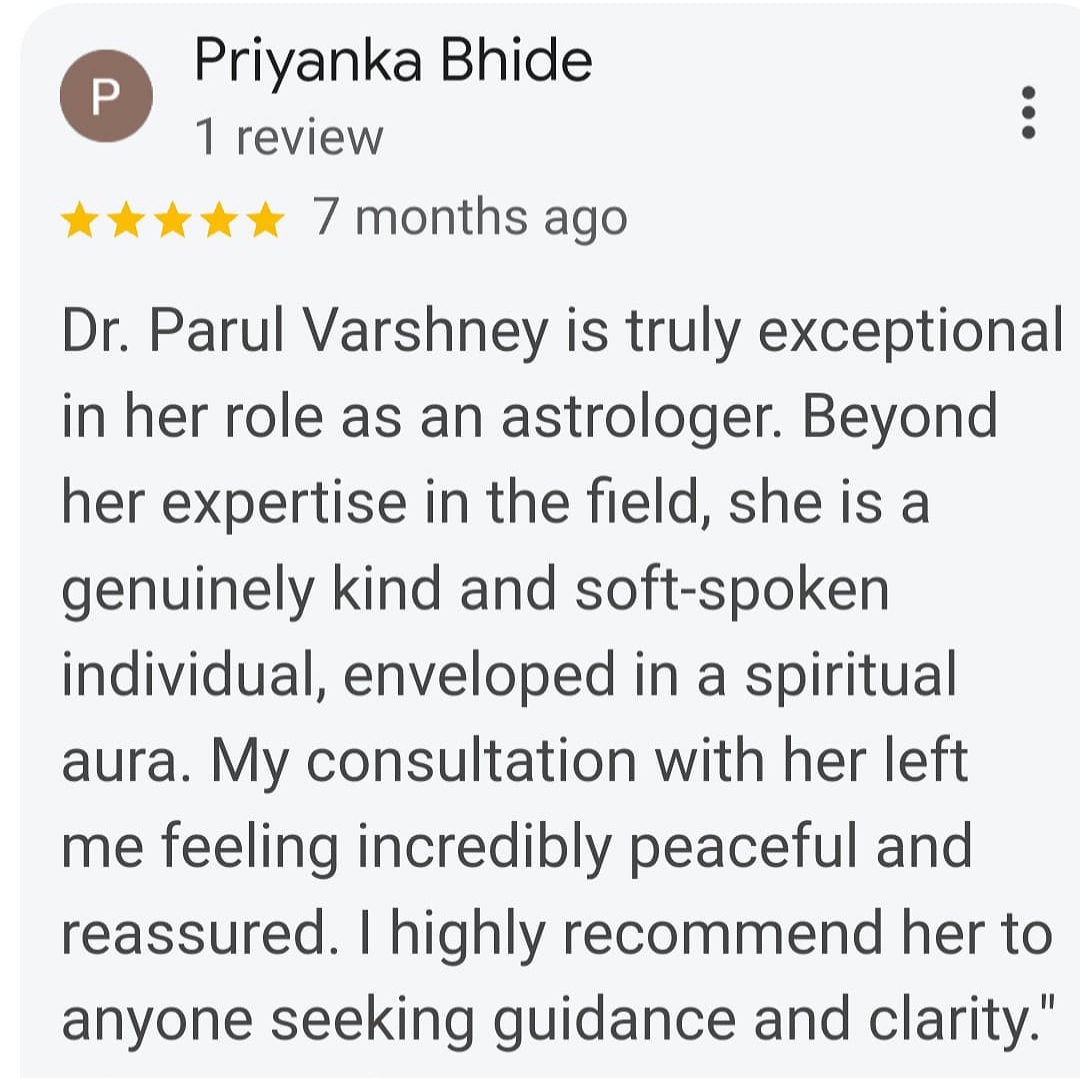 P
Priyanka Bhide
1 review
7 months ago
Dr. Parul Varshney is truly exceptional
in her role as an astrologer. Beyond
her expertise in the field, she is a
genuinely kind and soft-spoken
individual, enveloped in a spiritual
aura. My consultation with her left
me feeling incredibly peaceful and
reassured. I highly recommend her to
anyone seeking guidance and clarity."